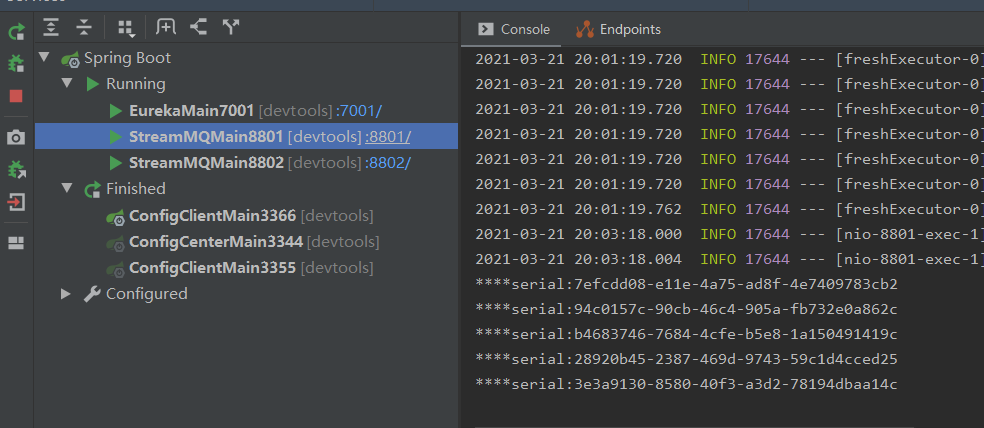 Spring Boot
Running
EurekaMain7001 [devtools] :7001/
StreamMQMain8801 [devtools] :8801/
StreamMQMain8802 [devtools] :8802/
Finished
ConfigClientMain3366 [devtools]
ConfigCenterMain3344 [devtools]
ConfigClientMain3355 [devtools]
Configured
Console Endpoints
2021-03-21 20:01:19.720 INFO 17644 --- [freshExecutor-0]
2021-03-21 20:01:19.720 INFO 17644 --- [freshExecutor-0]
2021-03-21 20:01:19.720 INFO 17644 --- [freshExecutor-0]
2021-03-21 20:01:19.720 INFO 17644 --- [freshExecutor-0]
2021-03-21 20:01:19.720 INFO 17644 --- [freshExecutor-0]
2021-03-21 20:01:19.720 INFO 17644 --- [freshExecutor-0]
2021-03-21 20:01:19.762 INFO 17644 --- [freshExecutor-0]
2021-03-21 20:03:18.000 INFO 17644 --- [nio-8801-exec-1]
2021-03-21 20:03:18.004 INFO 17644 --- [nio-8801-exec-1]
****serial:7efcdd08-e11e-4a75-ad8f-4e7409783cb2
****serial:94c0157c-90cb-46c4-905a-fb732e0a862c
****serial:b4683746-7684-4cfe-b5e8-1a150491419c
****serial:28920b45-2387-469d-9743-59c1d4cced25
****serial:3e3a9130-8580-40f3-a3d2-78194dbaa14c